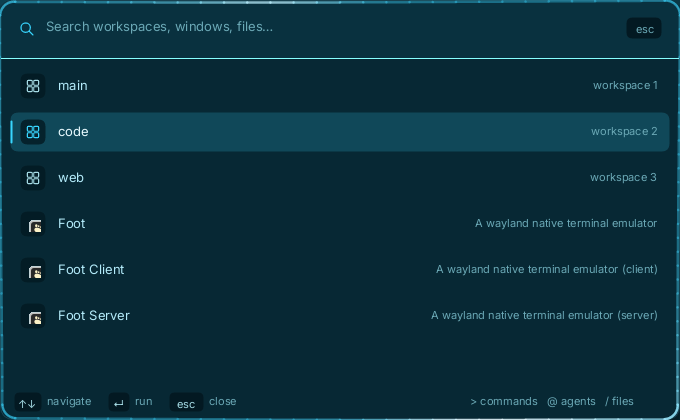 Search workspaces, windows, files... esc
main workspace 1
code workspace 2
web workspace 3
Foot A wayland native terminal emulator
Foot Client A wayland native terminal emulator (client)
Foot Server A wayland native terminal emulator (server)
↑↓ navigate ↵ run esc close > commands @ agents / files